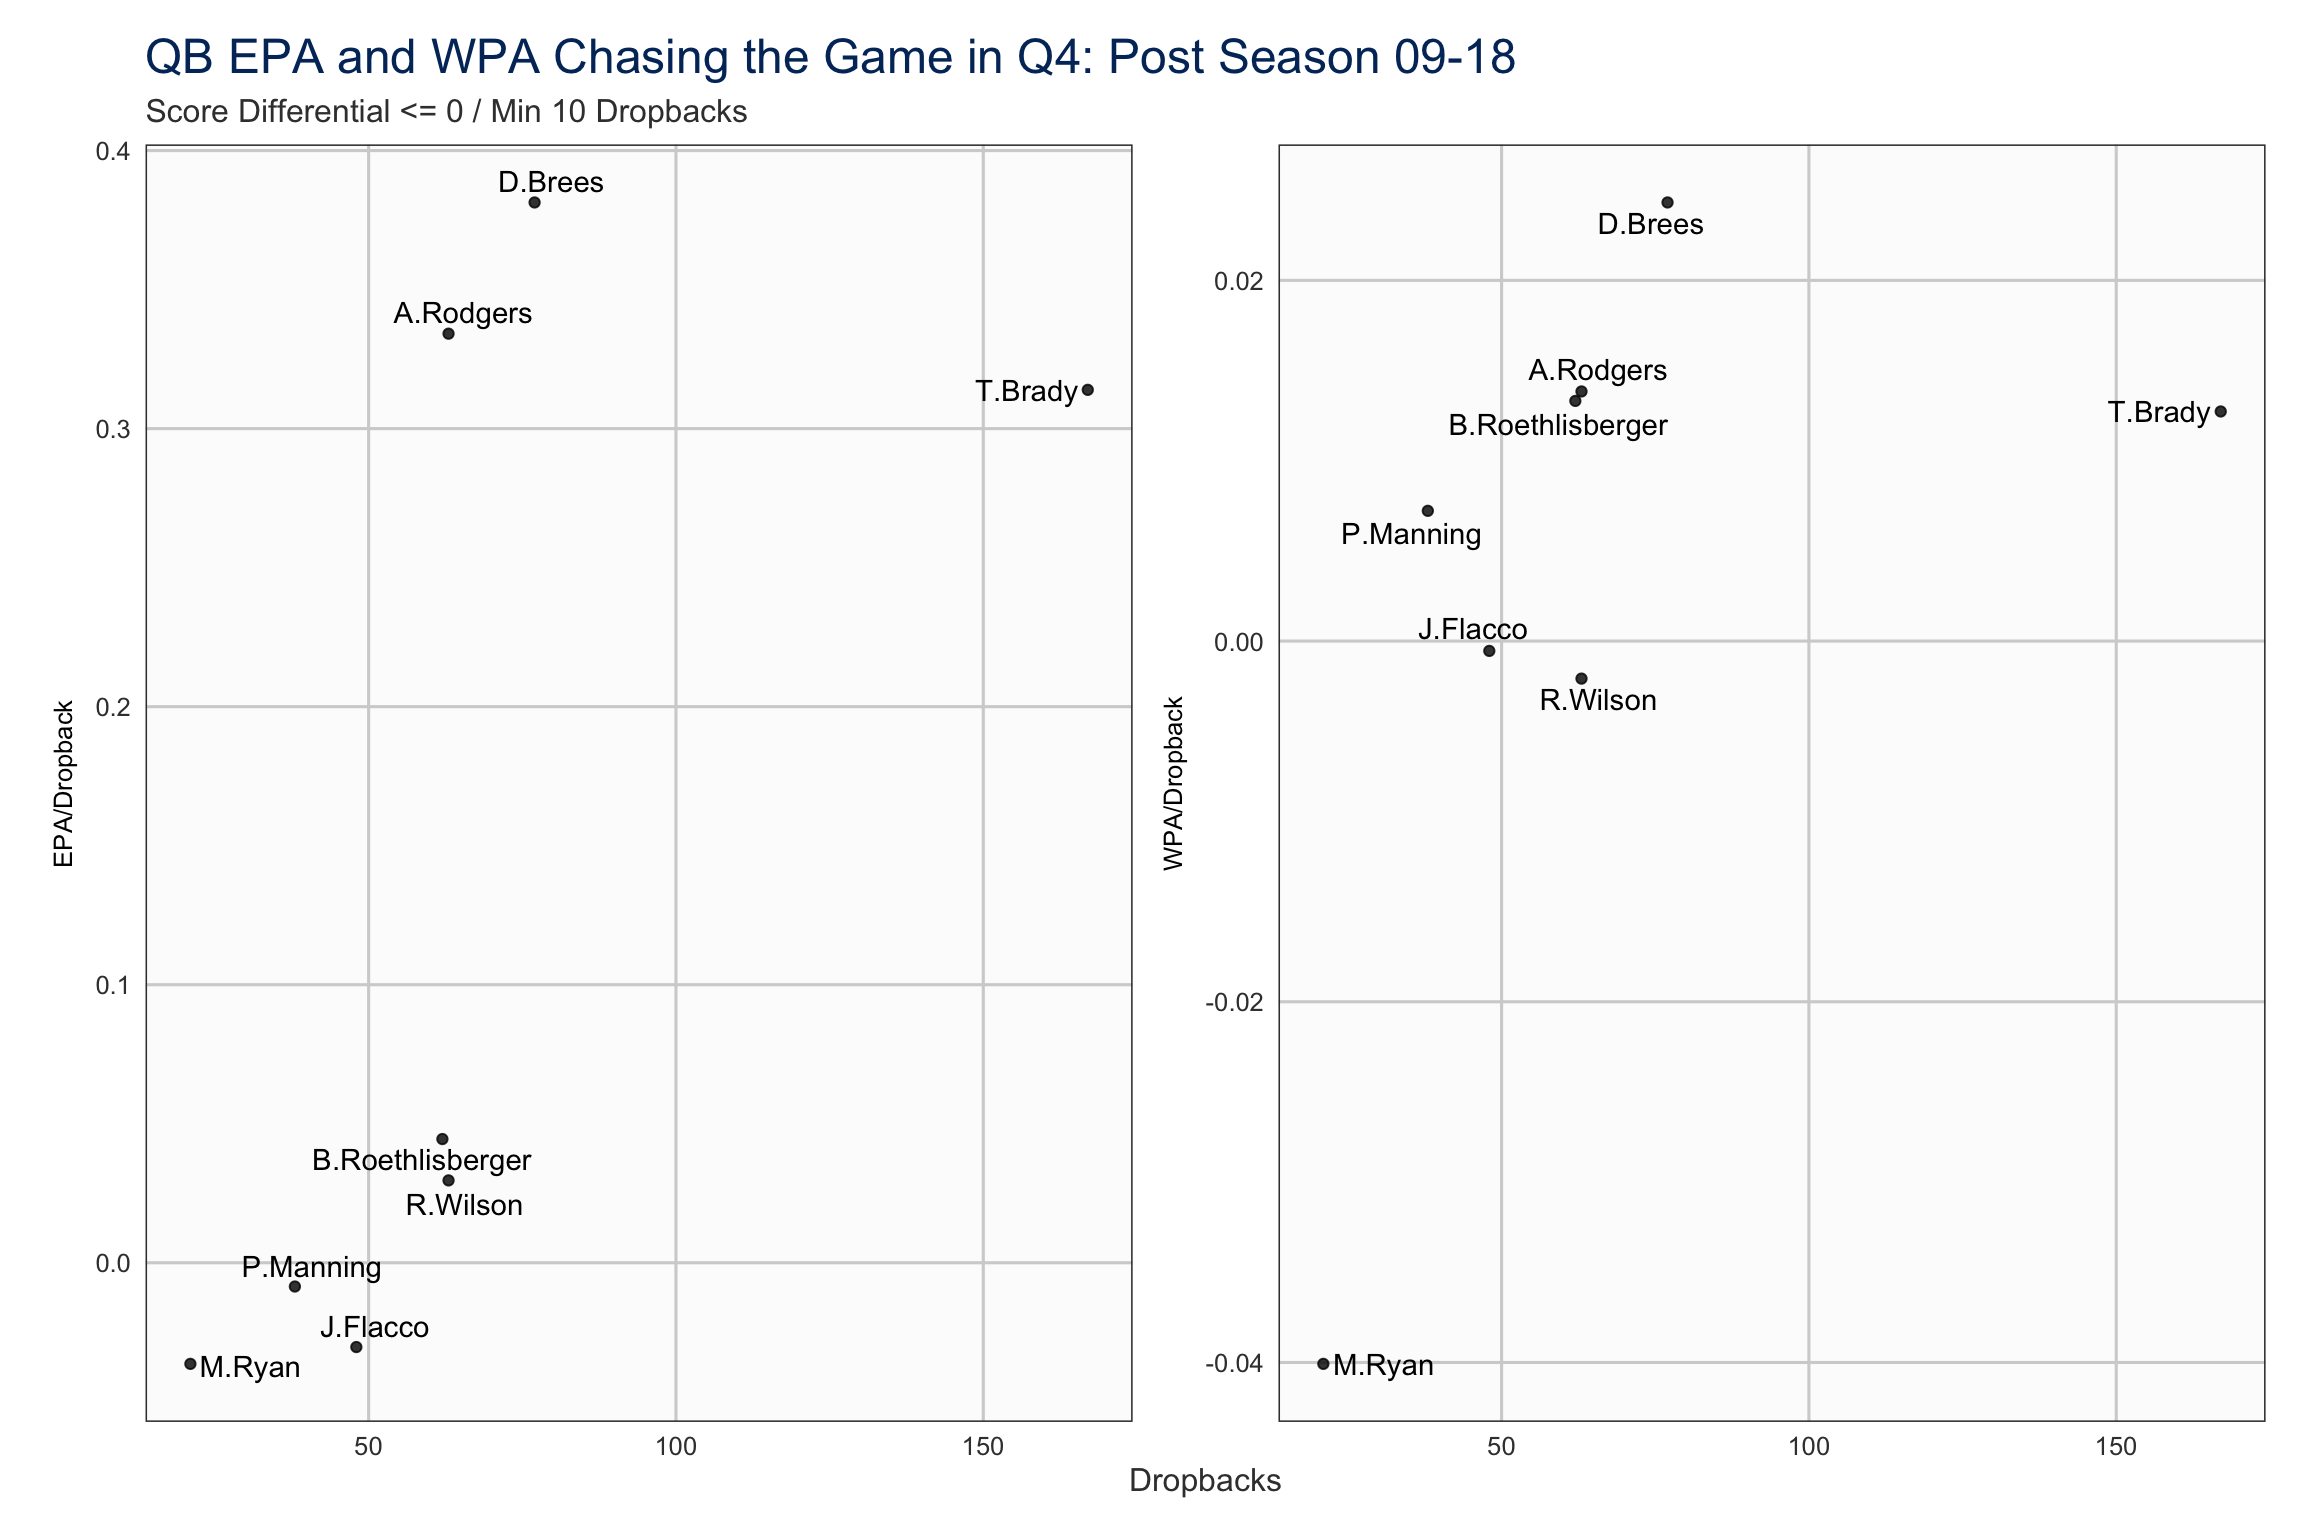 QB EPA and WPA Chasing the Game in Q4: Post Season 09-18
Score Differential <= 0 / Min 10 Dropbacks
EPA/Dropback
0.4
0.3
0.2
0.1
0.0
D.Brees
A.Rodgers
T.Brady
B.Roethlisberger
R.Wilson
P.Manning
J.Flacco
M.Ryan
50 100 150
WPA/Dropback
0.02
0.00
-0.02
-0.04
D.Brees
A.Rodgers
B.Roethlisberger
T.Brady
P.Manning
J.Flacco
R.Wilson
M.Ryan
50 100 150
Dropbacks